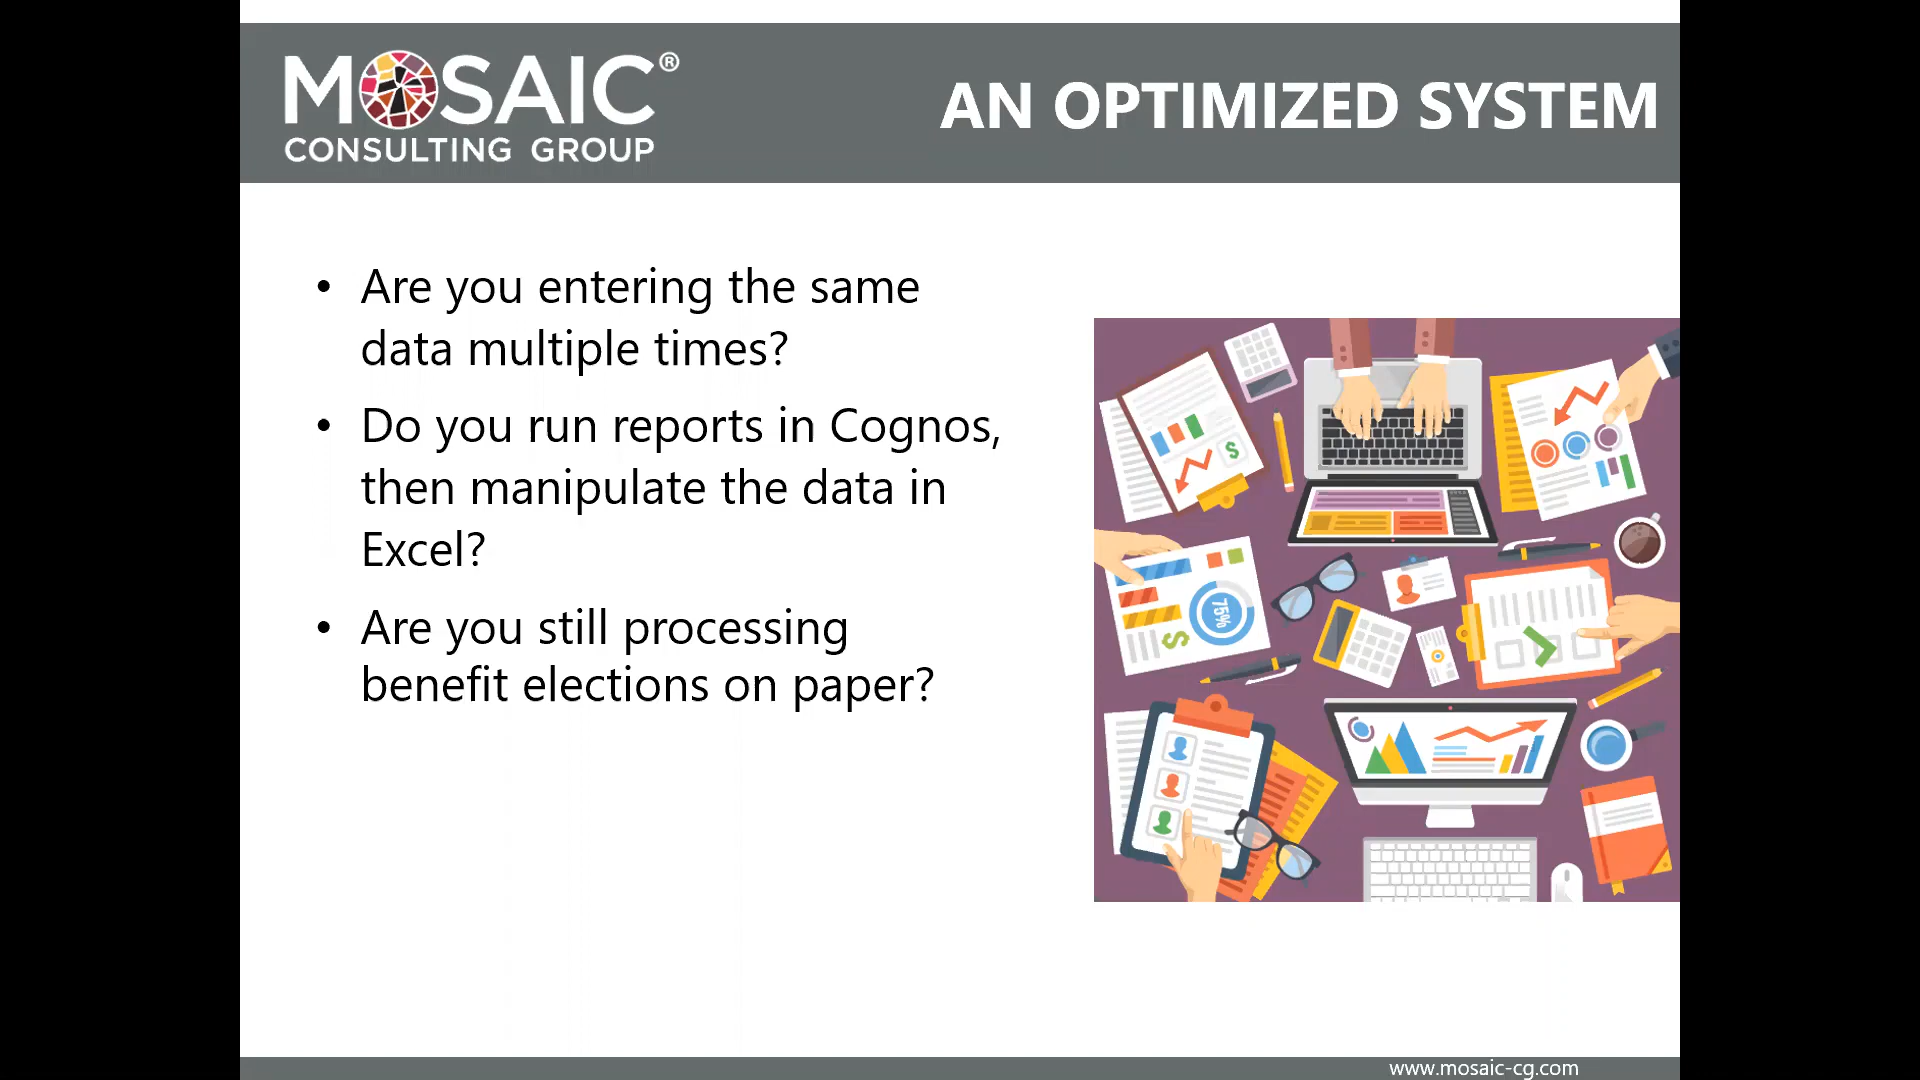 MOSAIC®
CONSULTING GROUP
AN OPTIMIZED SYSTEM
• Are you entering the same
data multiple times?
• Do you run reports in Cognos,
then manipulate the data in
Excel?
• Are you still processing
benefit elections on paper?
$
$
75%
www.mosaic-cg.com